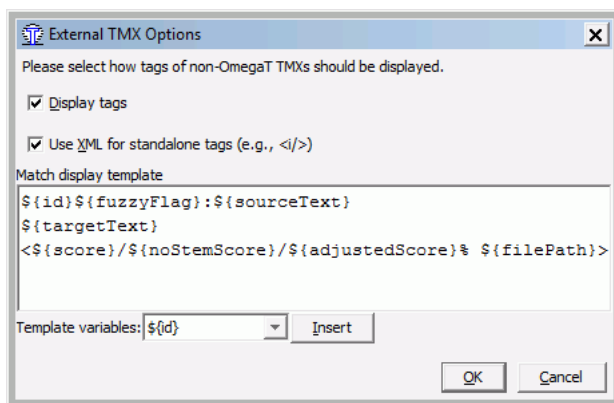 External TMX Options
Please select how tags of non-OmegaT TMXs should be displayed.
Display tags
Use XML for standalone tags (e.g., <i/>)
Match display template
${id}${fuzzyFlag}:${sourceText}
${targetText}
<${score}/${noStemScore}/${adjustedScore}% ${filePath}>
Template variables: ${id} Insert
OK Cancel